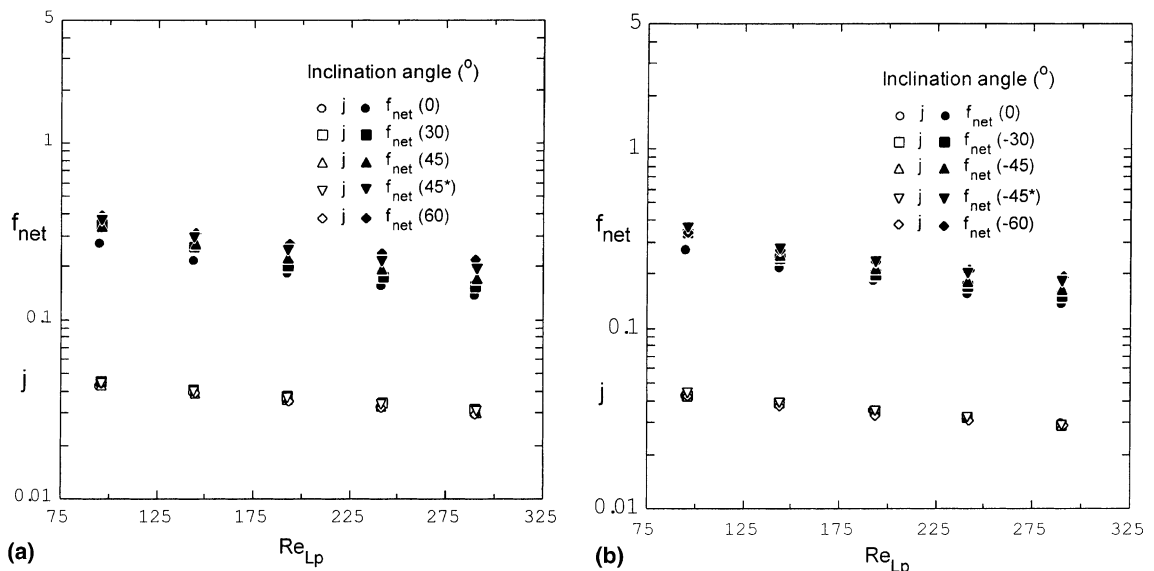 5
Inclination angle (°)
j f_net (0)
j f_net (30)
j f_net (45)
j f_net (45*)
j f_net (60)
1
f_net
0.1
j
0.01
75 125 175 225 275 325
(a)
Re_Lp
5
Inclination angle (°)
j f_net (0)
j f_net (-30)
j f_net (-45)
j f_net (-45*)
j f_net (-60)
1
f_net
0.1
j
0.01
75 125 175 225 275 325
(b)
Re_Lp